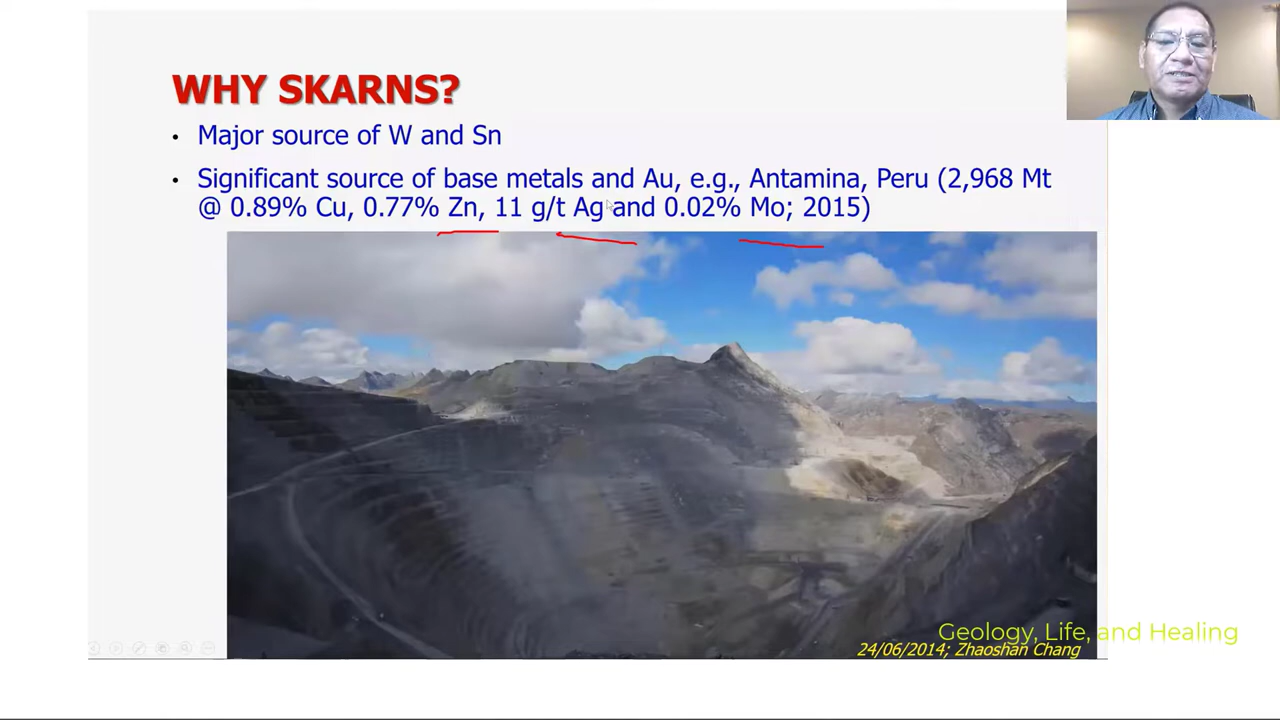 WHY SKARNS?
• Major source of W and Sn
• Significant source of base metals and Au, e.g., Antamina, Peru (2,968 Mt
@ 0.89% Cu, 0.77% Zn, 11 g/t Ag and 0.02% Mo; 2015)
Geology, Life, and Healing
24/06/2014; Zhaoshan Chang